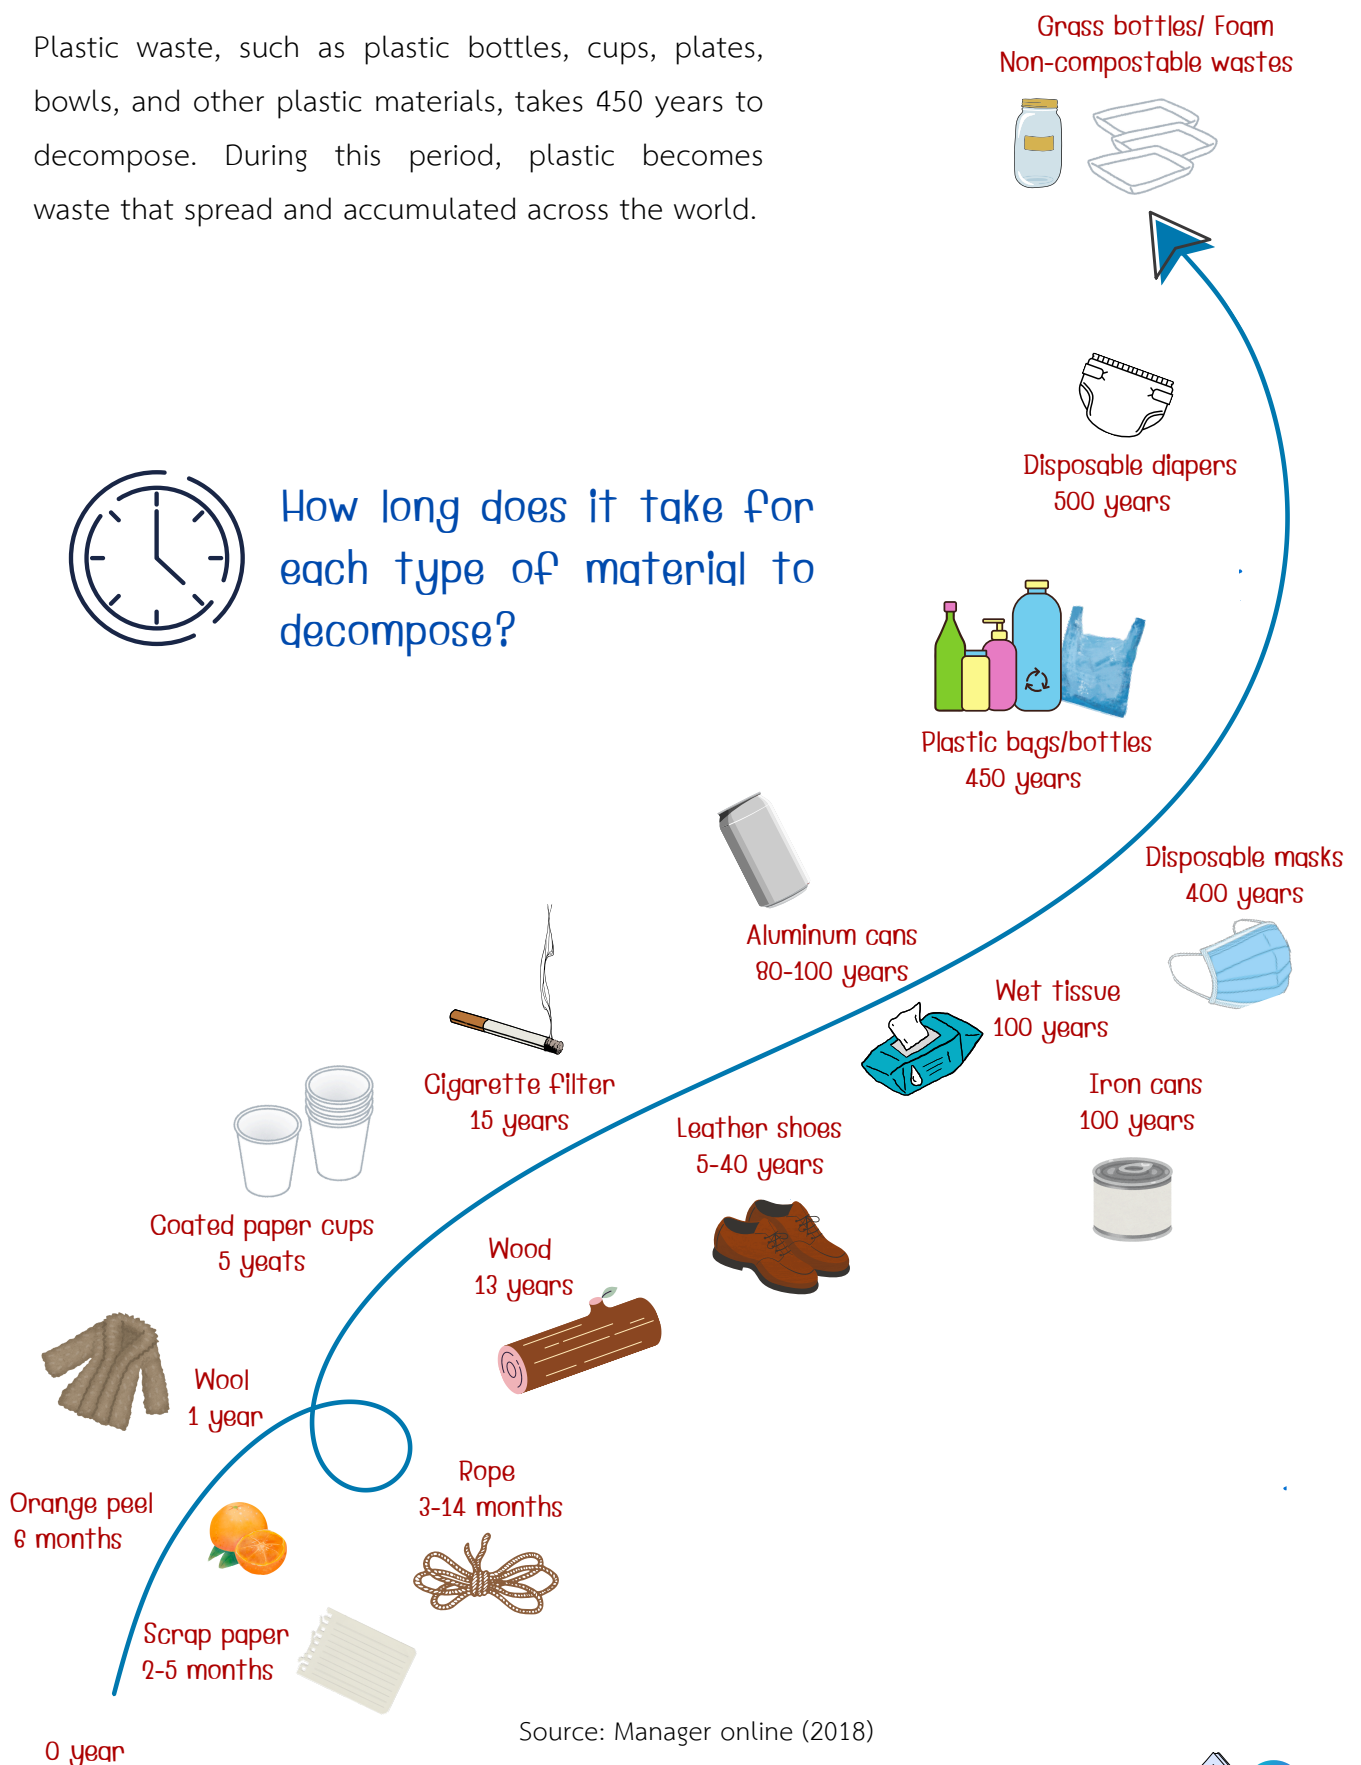 Plastic waste, such as plastic bottles, cups, plates,
bowls, and other plastic materials, takes 450 years to
decompose. During this period, plastic becomes
waste that spread and accumulated across the world.
Grass bottles/ Foam
Non-compostable wastes
Disposable diapers
500 years
How long does it take for
each type of material to
decompose?
Plastic bags/bottles
450 years
Disposable masks
400 years
Aluminum cans
80-100 years
Wet tissue
100 years
Iron cans
100 years
Cigarette filter
15 years
Leather shoes
5-40 years
Coated paper cups
5 yeats
Wood
13 years
Wool
1 year
Rope
3-14 months
Orange peel
6 months
Scrap paper
2-5 months
Source: Manager online (2018)
0 year